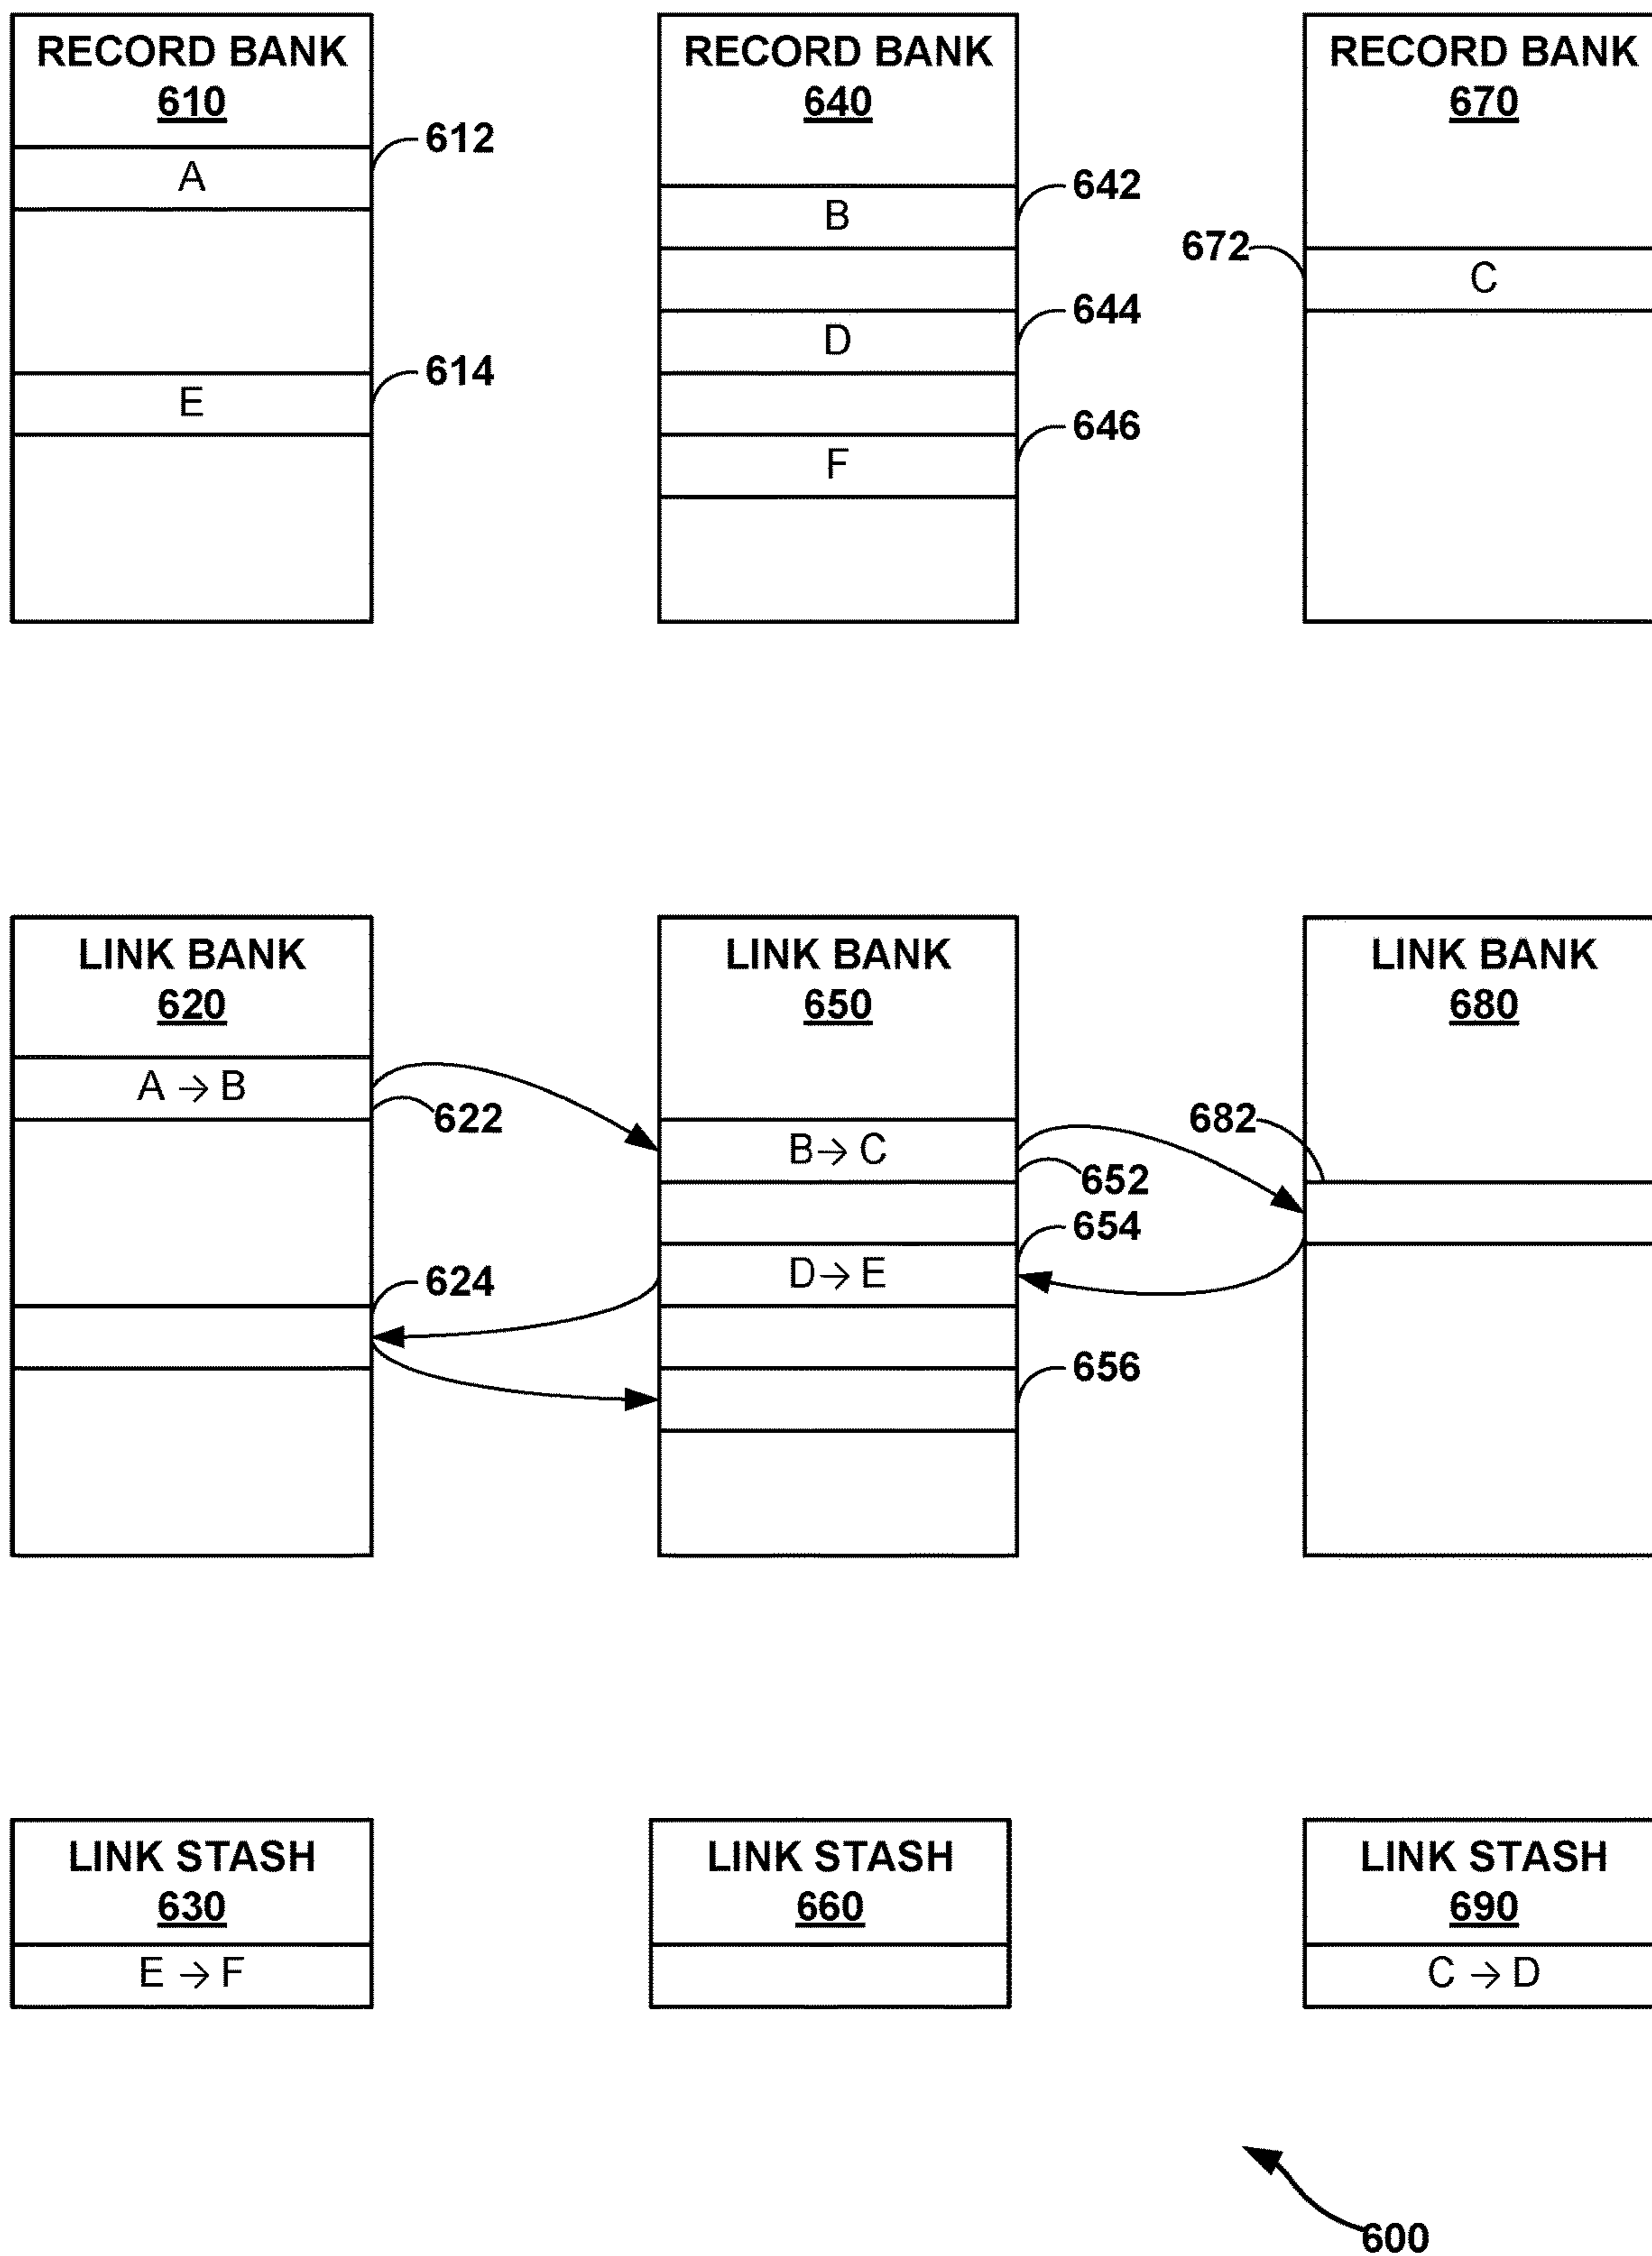 RECORD BANK
610
RECORD BANK
640
RECORD BANK
670
612
A
642
B
672
C
644
D
614
E
646
F
LINK BANK
620
LINK BANK
650
LINK BANK
680
A → B
622
B → C
652
682
654
D → E
624
656
LINK STASH
630
LINK STASH
660
LINK STASH
690
E → F
C → D
600